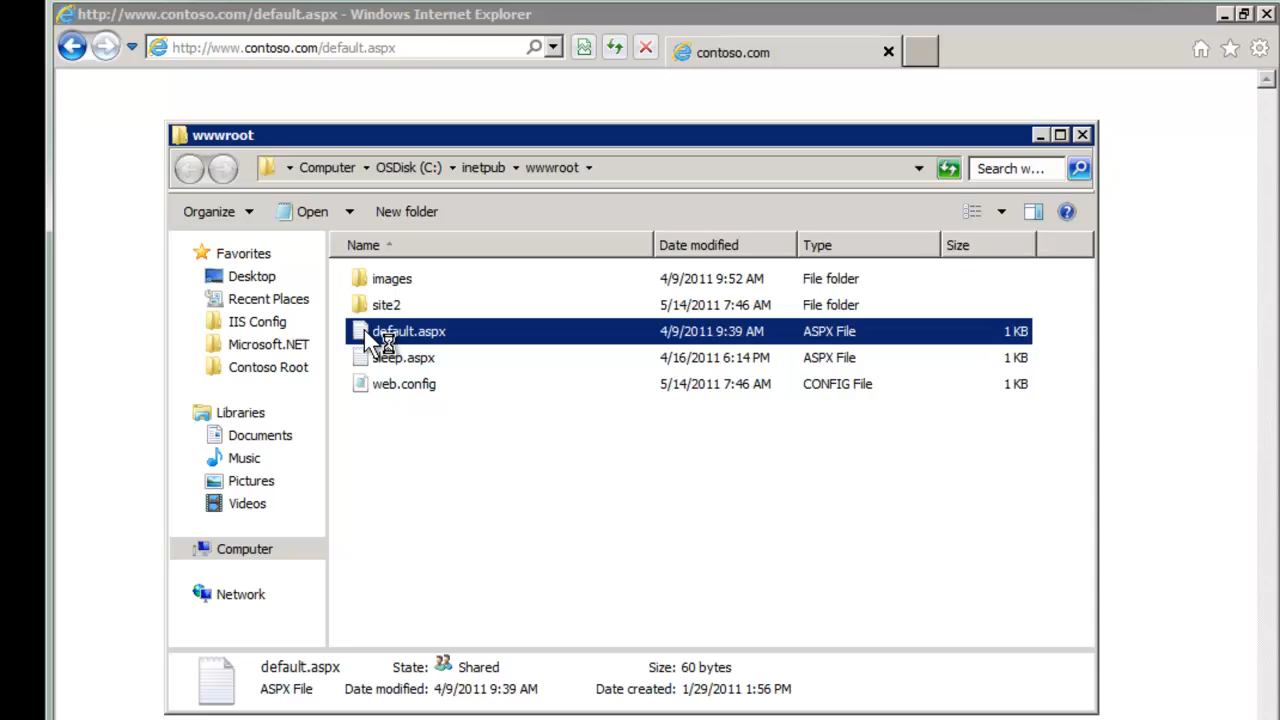 http://www.contoso.com/default.aspx - Windows Internet Explorer
http://www.contoso.com/default.aspx
contoso.com
wwwroot
Computer OSDisk (C:) inetpub wwwroot
Search w...
Organize Open New folder
Name Date modified Type Size
Favorites
Desktop
Recent Places
IIS Config
Microsoft.NET
Contoso Root
Libraries
Documents
Music
Pictures
Videos
Computer
Network
images 4/9/2011 9:52 AM File folder
site2 5/14/2011 7:46 AM File folder
default.aspx 4/9/2011 9:39 AM ASPX File 1 KB
sleep.aspx 4/16/2011 6:14 PM ASPX File 1 KB
web.config 5/14/2011 7:46 AM CONFIG File 1 KB
default.aspx State: Shared Size: 60 bytes
ASPX File Date modified: 4/9/2011 9:39 AM Date created: 1/29/2011 1:56 PM